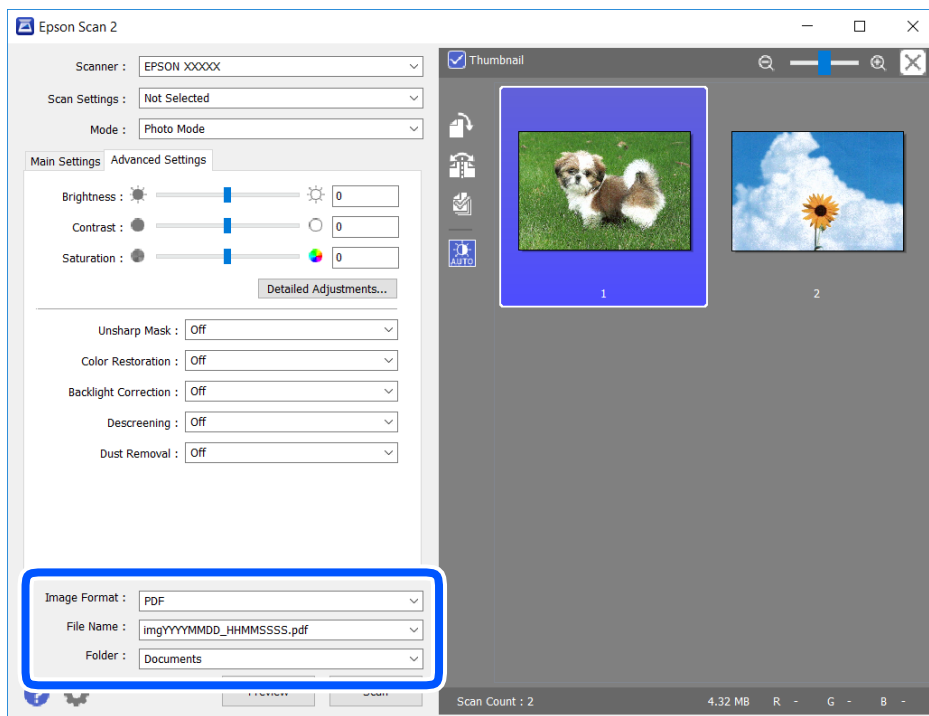 Epson Scan 2
Scanner : EPSON XXXXX
Scan Settings : Not Selected
Mode : Photo Mode
Main Settings Advanced Settings
Brightness : 0
Contrast : 0
Saturation : 0
Detailed Adjustments...
Unsharp Mask : Off
Color Restoration : Off
Backlight Correction : Off
Descreening : Off
Dust Removal : Off
Image Format : PDF
File Name : imgYYYYMMDD_HHMMSSSS.pdf
Folder : Documents
Preview Scan
Thumbnail
AUTO
1 2
Scan Count : 2 4.32 MB R - G - B -